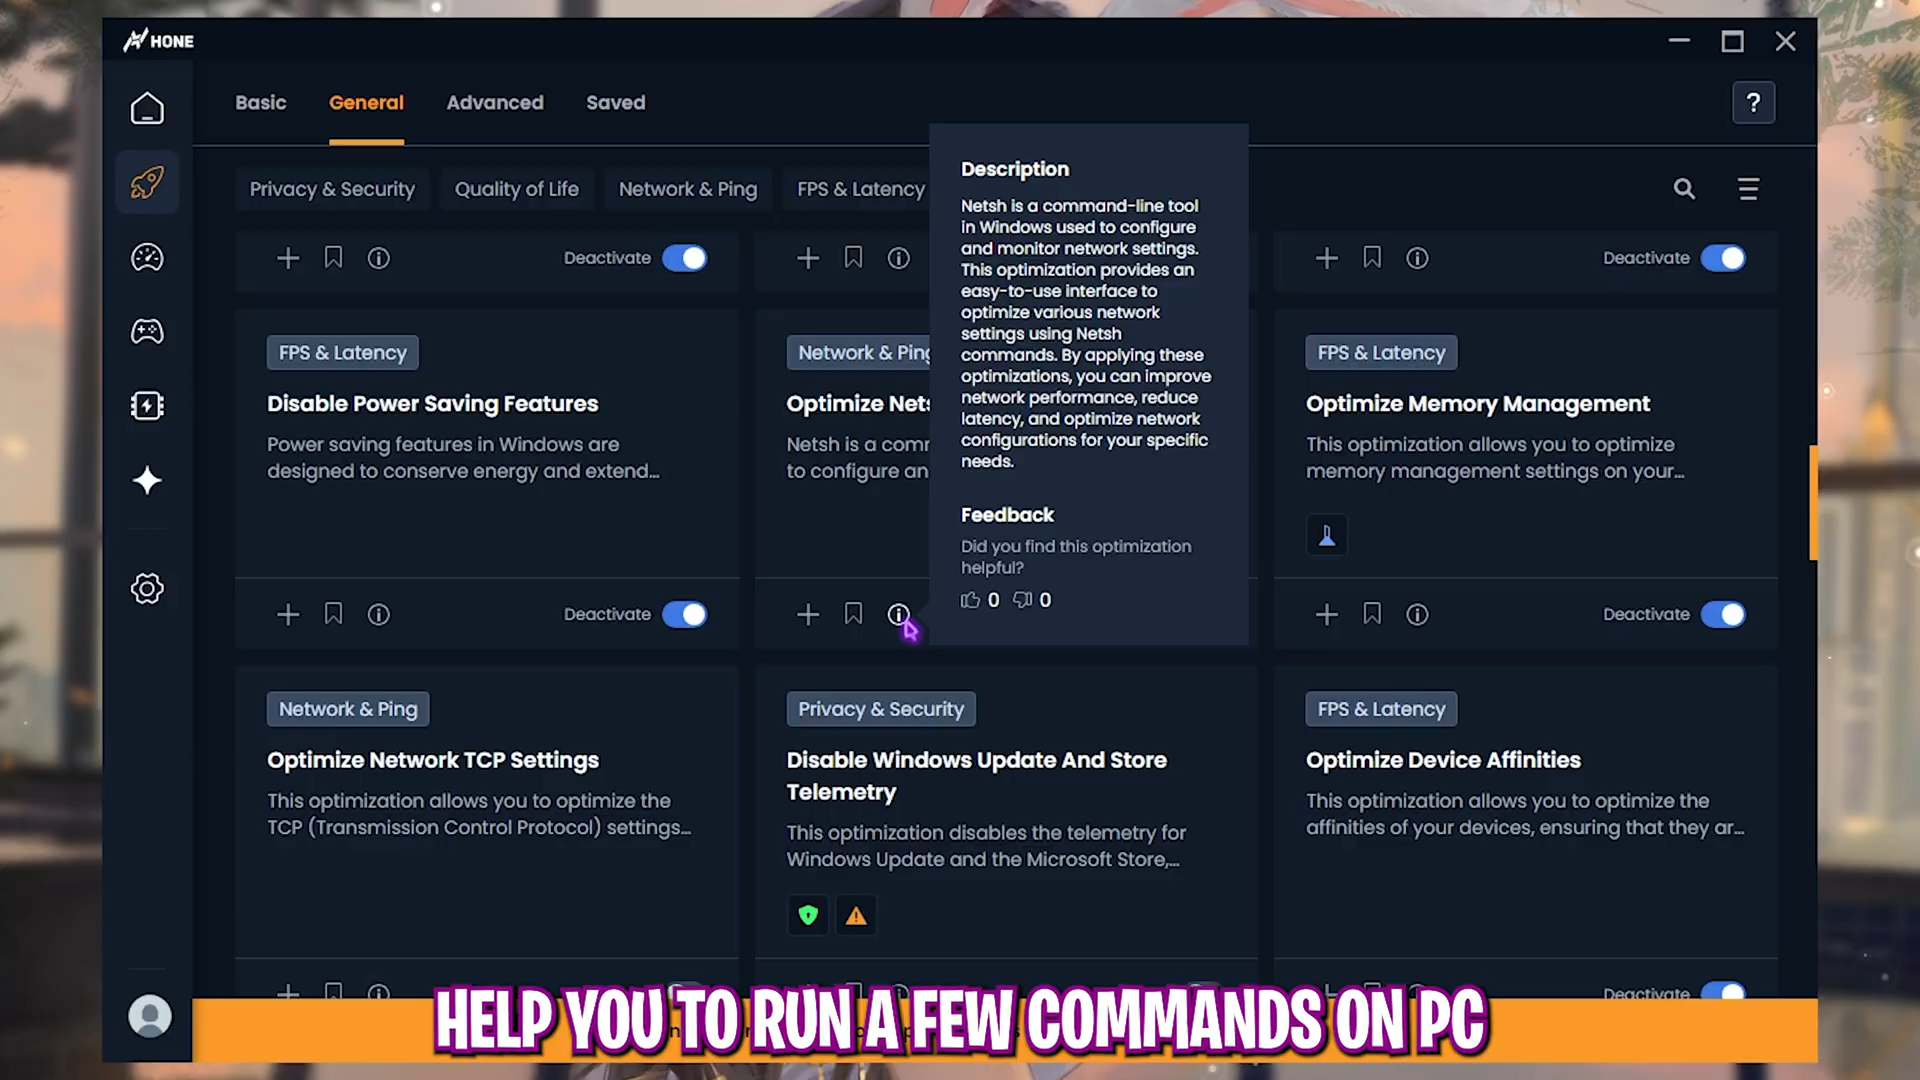 HONE
Basic General Advanced Saved
?
Privacy & Security Quality of Life Network & Ping FPS & Latency
Deactivate
Deactivate
FPS & Latency
Disable Power Saving Features
Power saving features in Windows are
designed to conserve energy and extend...
Deactivate
Network & Ping
Optimize Nets
Netsh is a comm
to configure an
Description
Netsh is a command-line tool
in Windows used to configure
and monitor network settings.
This optimization provides an
easy-to-use interface to
optimize various network
settings using Netsh
commands. By applying these
optimizations, you can improve
network performance, reduce
latency, and optimize network
configurations for your specific
needs.
Feedback
Did you find this optimization
helpful?
0 0
FPS & Latency
Optimize Memory Management
This optimization allows you to optimize
memory management settings on your...
Deactivate
Network & Ping
Optimize Network TCP Settings
This optimization allows you to optimize the
TCP (Transmission Control Protocol) settings...
Privacy & Security
Disable Windows Update And Store
Telemetry
This optimization disables the telemetry for
Windows Update and the Microsoft Store,...
FPS & Latency
Optimize Device Affinities
This optimization allows you to optimize the
affinities of your devices, ensuring that they ar...
Deactivate
HELP YOU TO RUN A FEW COMMANDS ON PC